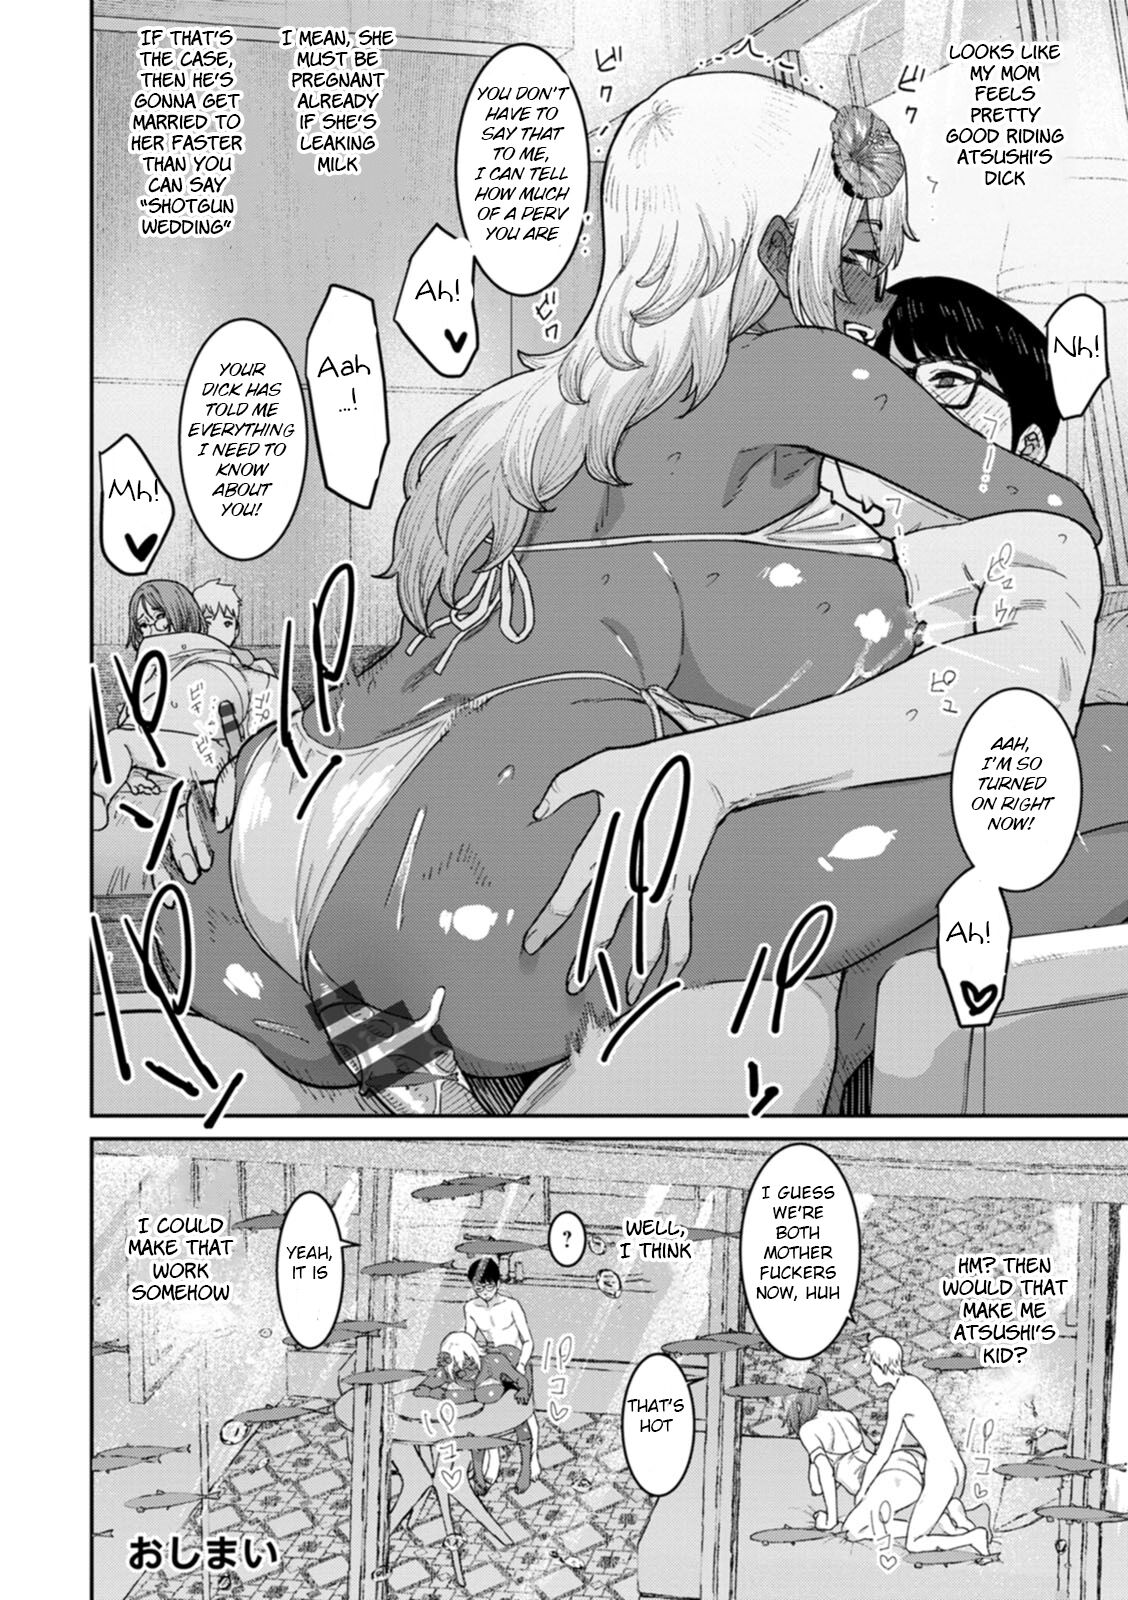 LOOKS LIKE
MY MOM
FEELS
PRETTY
GOOD RIDING
ATSUSHI'S
DICK
I MEAN, SHE
MUST BE
PREGNANT
ALREADY
IF SHE'S
LEAKING
MILK
IF THAT'S
THE CASE,
THEN HE'S
GONNA GET
MARRIED TO
HER FASTER
THAN YOU
CAN SAY
"SHOTGUN
WEDDING"
YOU DON'T
HAVE TO
SAY THAT
TO ME,
I CAN TELL
HOW MUCH
OF A PERV
YOU ARE
Nh!
Ah!
Aah
...!
YOUR
DICK HAS
TOLD ME
EVERYTHING
I NEED TO
KNOW
ABOUT
YOU!
Mh!
AAH,
I'M SO
TURNED
ON RIGHT
NOW!
Ah!
HM? THEN
WOULD THAT
MAKE ME
ATSUSHI'S
KID?
I GUESS
WE'RE
BOTH
MOTHER
FUCKERS
NOW, HUH
WELL,
I THINK
?
THAT'S
HOT
YEAH,
IT IS
I COULD
MAKE THAT
WORK
SOMEHOW
おしまい